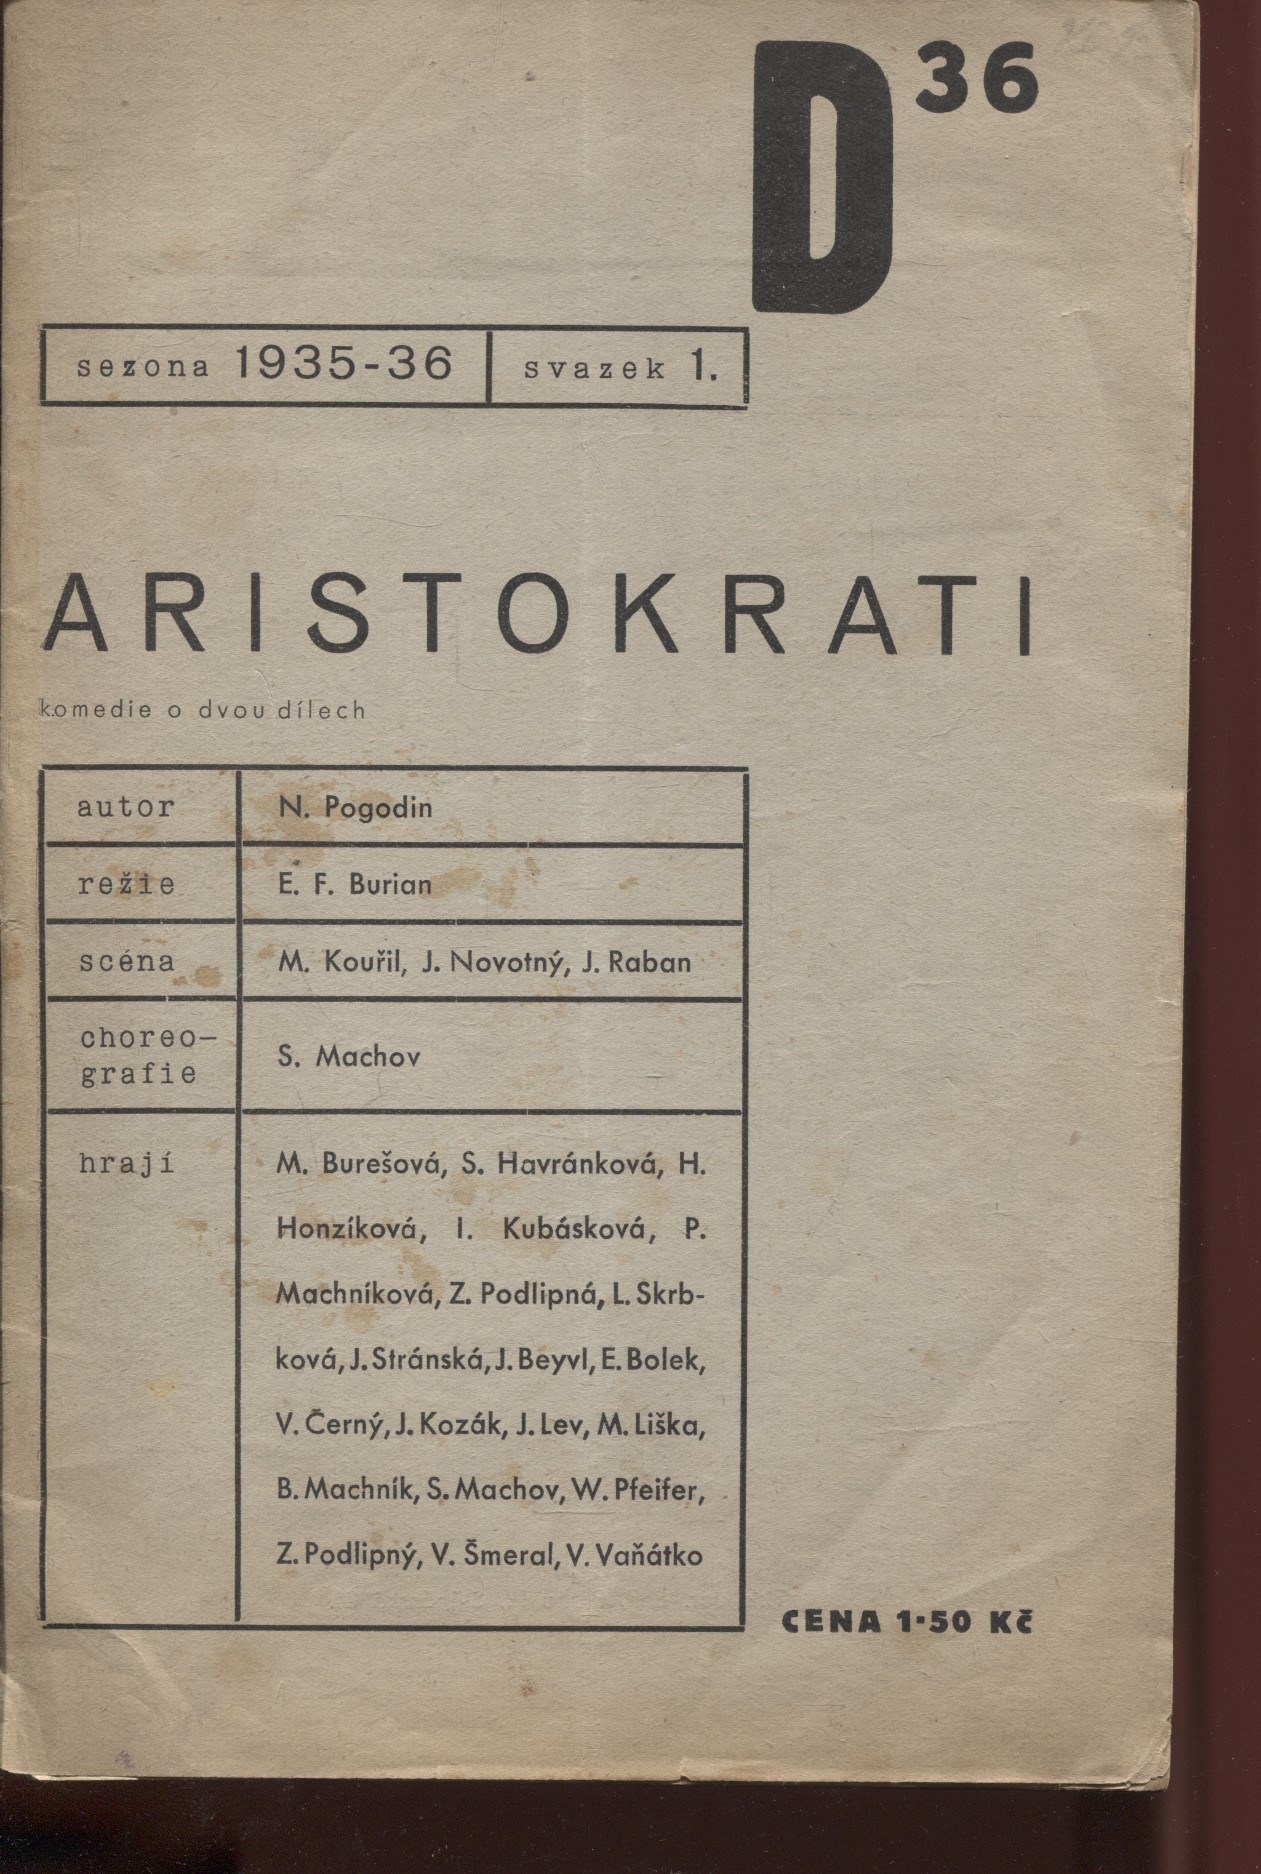 D 36
sezona 1935-36 svazek 1.
ARISTOKRATI
komedie o dvou dílech
autor N. Pogodin
režie E. F. Burian
scéna M. Kouřil, J. Novotný, J. Raban
choreo-
grafie
S. Machov
hrají M. Burešová, S. Havránková, H.
Honzíková, I. Kubásková, P.
Machníková, Z. Podlipná, L. Skrb-
ková, J. Stránská, J. Beyvl, E. Bolek,
V. Černý, J. Kozák, J. Lev, M. Liška,
B. Machník, S. Machov, W. Pfeifer,
Z. Podlipný, V. Šmeral, V. Vaňátko
CENA 1·50 Kč